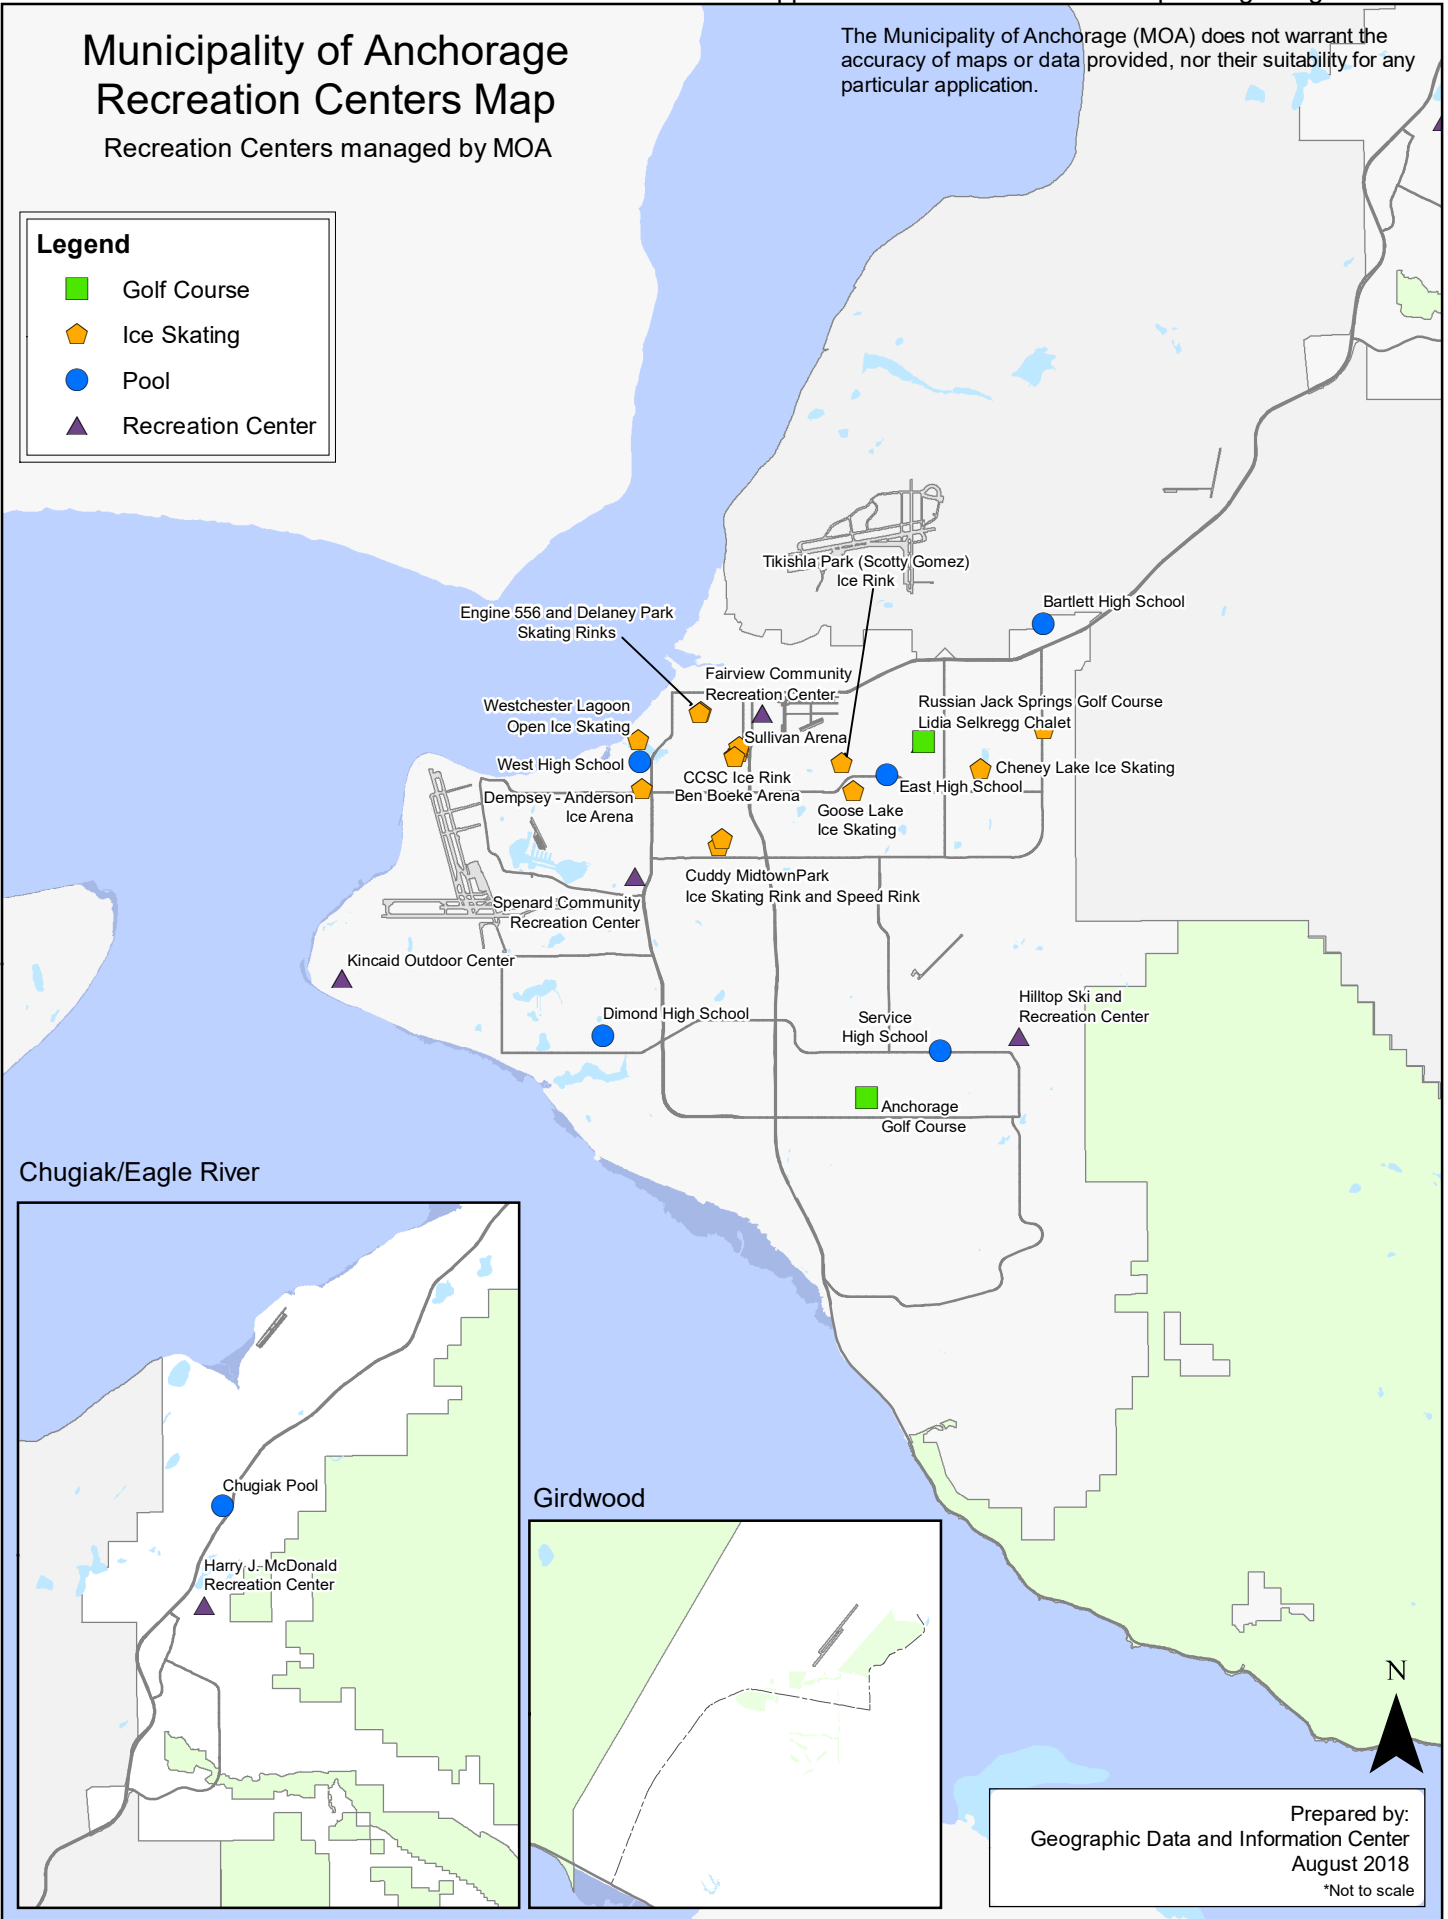 Municipality of Anchorage
Recreation Centers Map
Recreation Centers managed by MOA
The Municipality of Anchorage (MOA) does not warrant the
accuracy of maps or data provided, nor their suitability for any
particular application.
Legend
Golf Course
Ice Skating
Pool
Recreation Center
Tikishla Park (Scotty Gomez)
Ice Rink
Bartlett High School
Engine 556 and Delaney Park
Skating Rinks
Fairview Community
Recreation Center
Russian Jack Springs Golf Course
Lidia Selkregg Chalet
Westchester Lagoon
Open Ice Skating
Sullivan Arena
West High School
CCSC Ice Rink
Ben Boeke Arena
Cheney Lake Ice Skating
East High School
Dempsey - Anderson
Ice Arena
Goose Lake
Ice Skating
Cuddy MidtownPark
Ice Skating Rink and Speed Rink
Spenard Community
Recreation Center
Kincaid Outdoor Center
Hilltop Ski and
Recreation Center
Dimond High School
Service
High School
Anchorage
Golf Course
Chugiak/Eagle River
Chugiak Pool
Harry J. McDonald
Recreation Center
Girdwood
N
Prepared by:
Geographic Data and Information Center
August 2018
*Not to scale